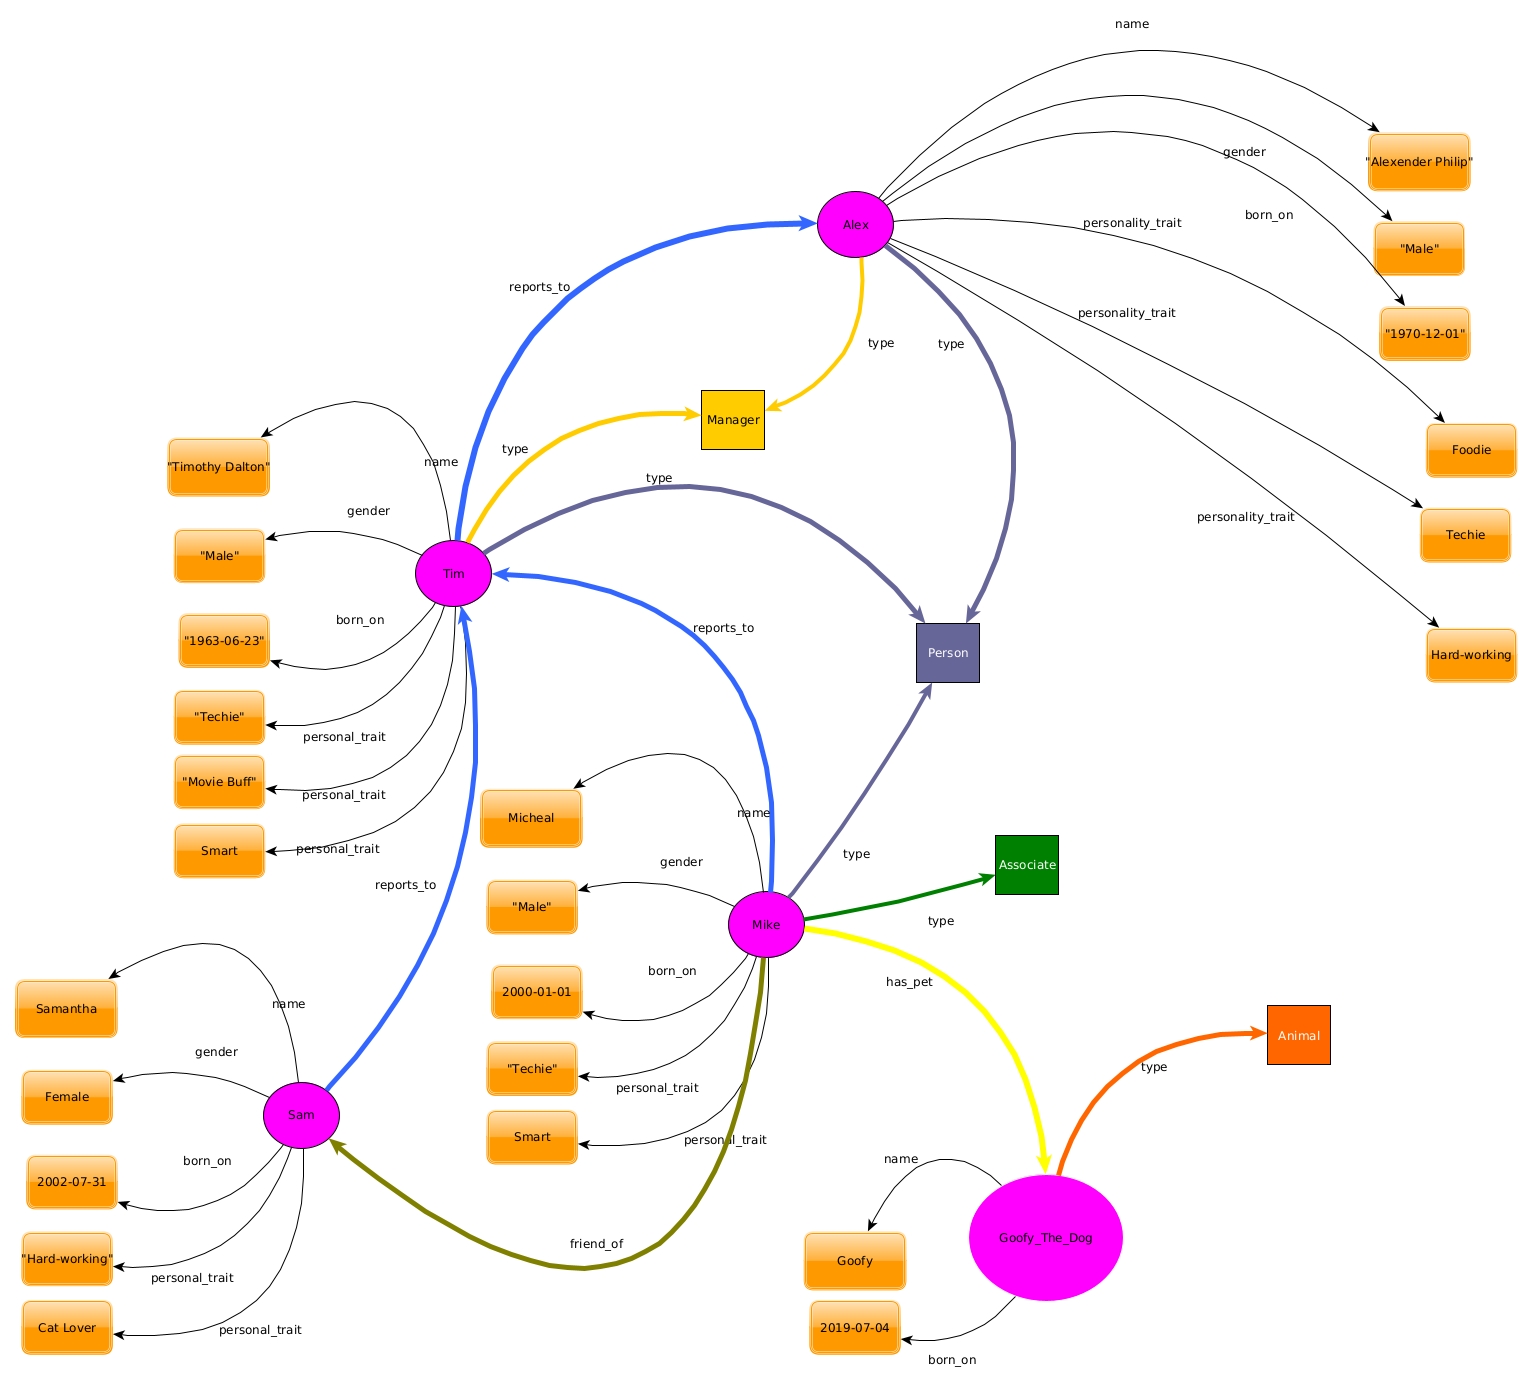 name
"Alexender Philip"
gender
"Male"
born_on
"1970-12-01"
personality_trait
Foodie
personality_trait
Techie
personality_trait
Hard-working
Alex
reports_to
type
type
Manager
type
type
Person
name
"Timothy Dalton"
gender
"Male"
Tim
born_on
"1963-06-23"
"Techie"
personal_trait
"Movie Buff"
personal_trait
Smart
personal_trait
reports_to
reports_to
name
Micheal
gender
"Male"
Mike
born_on
2000-01-01
"Techie"
personal_trait
Smart
personal_trait
type
Associate
type
has_pet
friend_of
name
Samantha
gender
Female
Sam
born_on
2002-07-31
"Hard-working"
personal_trait
Cat Lover
personal_trait
Animal
type
name
Goofy_The_Dog
Goofy
2019-07-04
born_on